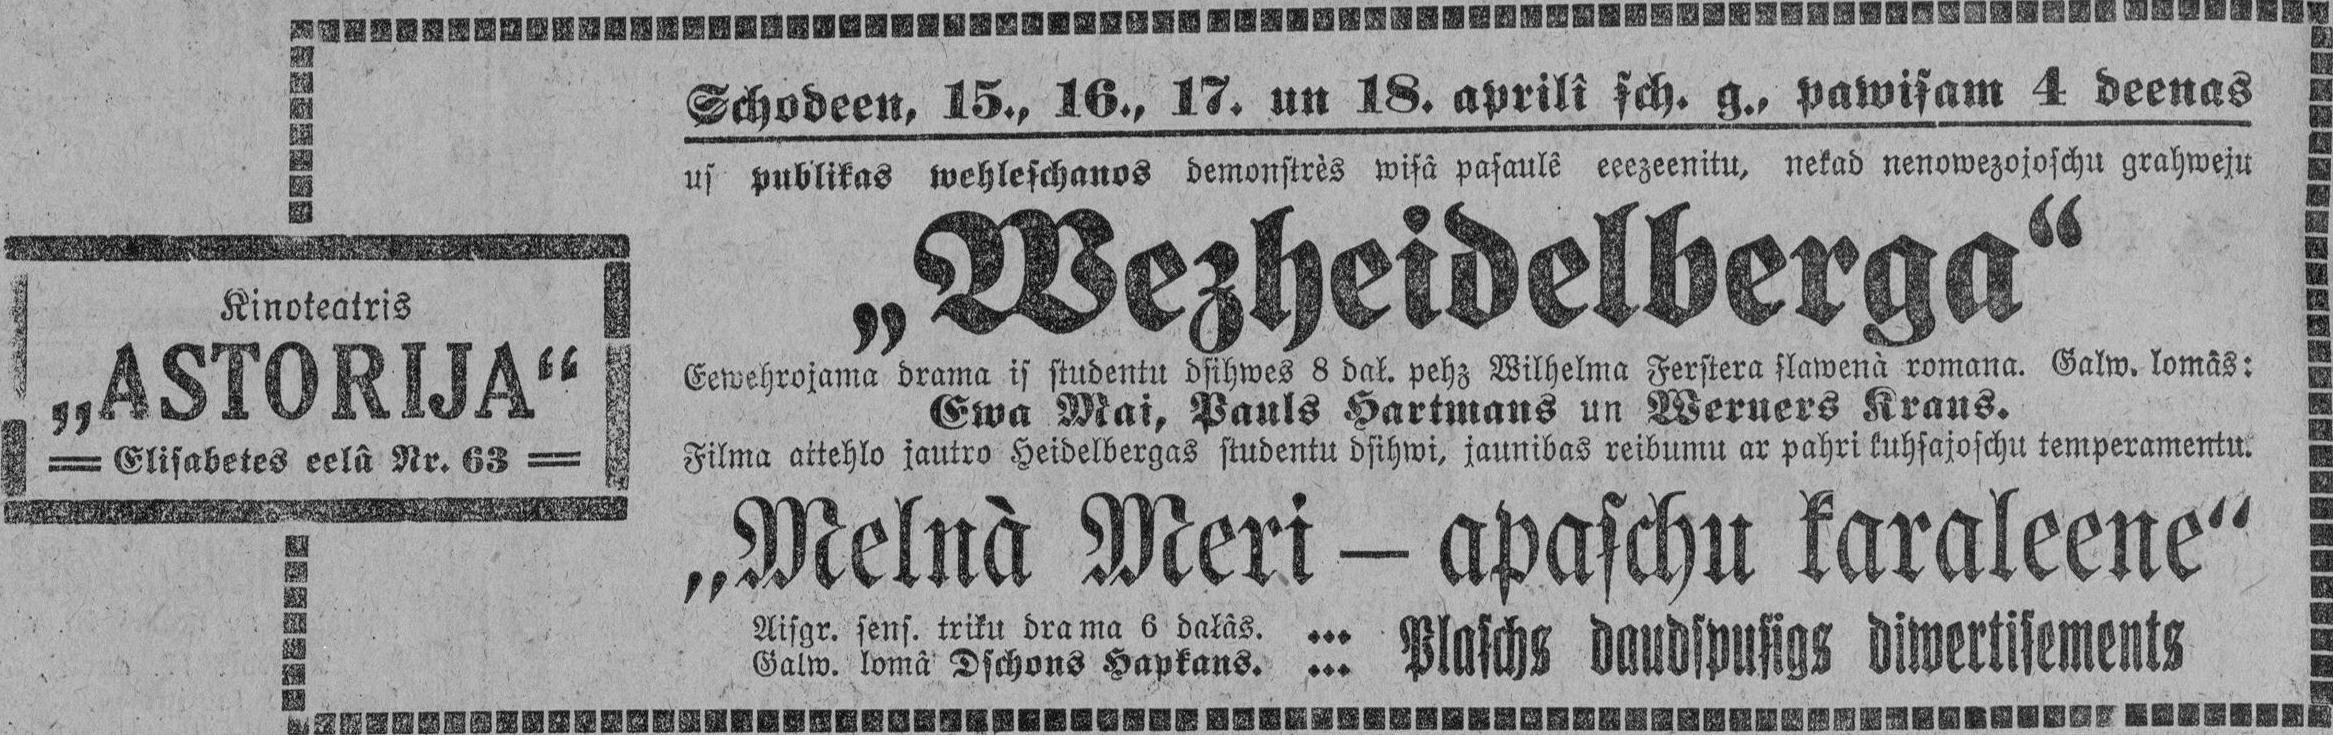 Kinoteatris
„ASTORIJA“
Elisabetes eelâ Nr. 63
Schodeen, 15., 16., 17. un 18. aprilî sch. g., pawisam 4 deenas
us publikas wehleschanos demonstrès wisâ pasaulê eeezeenitu, nekad nenowezojoschu grahweju
„Wezheidelberga“
Eewehrojama drama is studentu dsihwes 8 dał. pehz Wilhelma Ferstera slawenà romana. Galw. lomâs:
Ewa Mai, Pauls Hartmans un Werners Kraus.
Filma attehlo jautro Heidelbergas studentu dsihwi, jaunibas reibumu ar pahri kuhsajoschu temperamentu.
„Melnà Meri — apaschu karaleene“
Aisgr. sens. triku drama 6 dałâs.
Galw. lomâ Dschons Hapkans.
Plaschs daudspusigs diwertisements